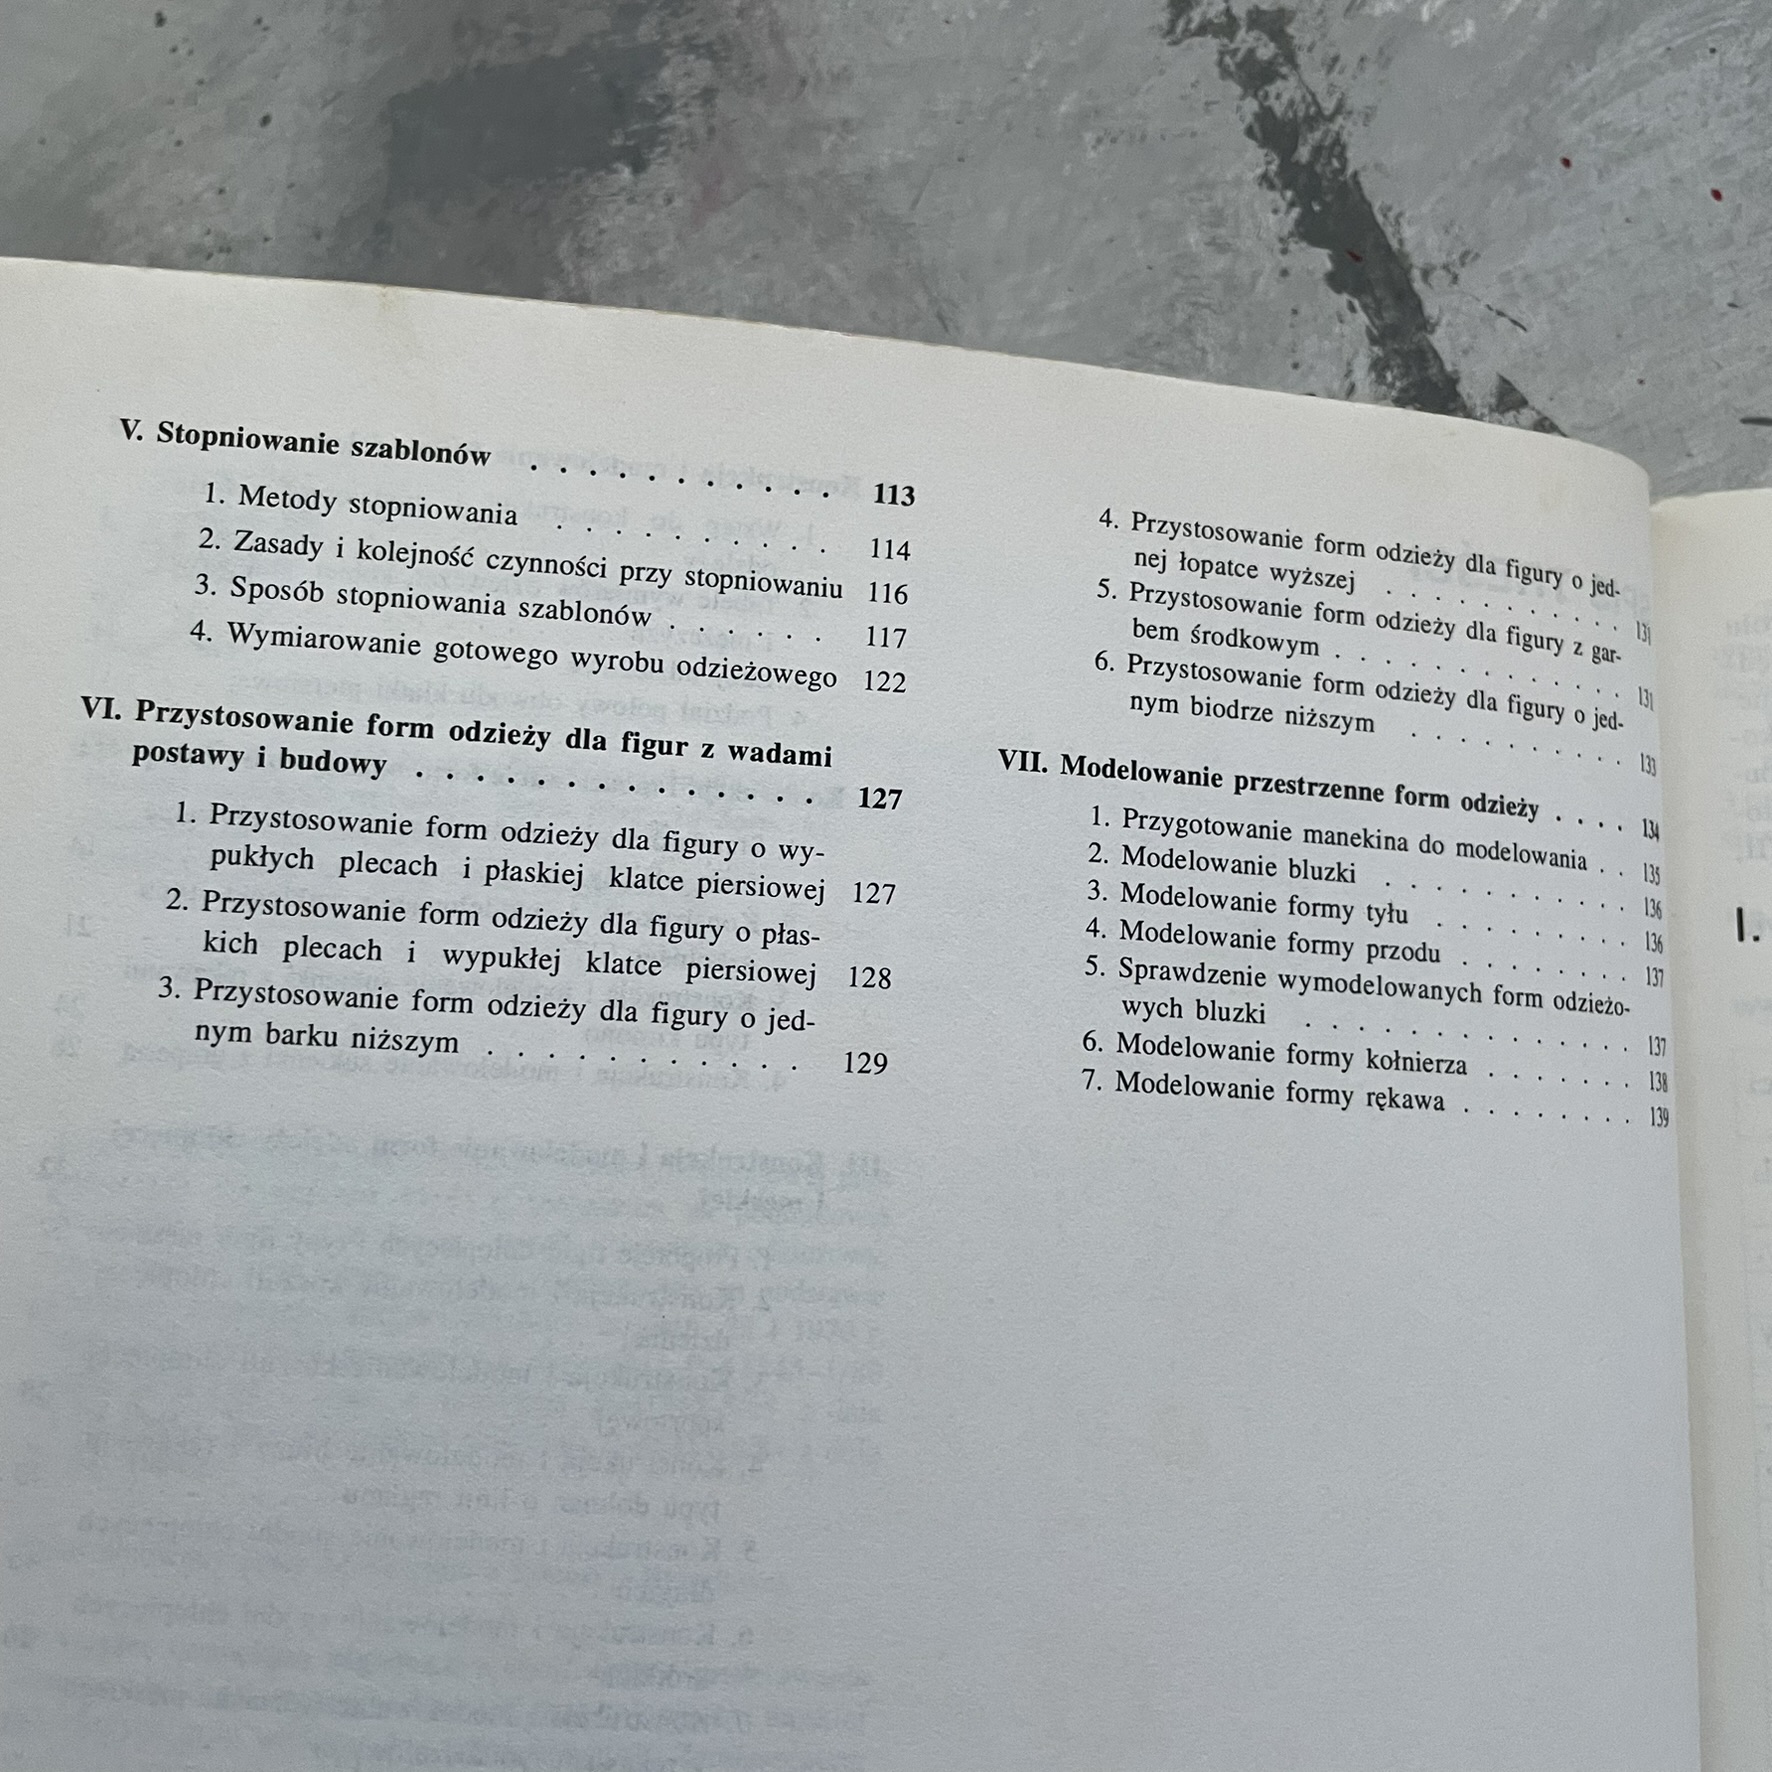 V. Stopniowanie szablonów . . . . . . . . . . . 113
1. Metody stopniowania . . . . . . . . . . 114
2. Zasady i kolejność czynności przy stopniowaniu 116
3. Sposób stopniowania szablonów . . . . . . 117
4. Wymiarowanie gotowego wyrobu odzieżowego 122
VI. Przystosowanie form odzieży dla figur z wadami
postawy i budowy . . . . . . . . . . . . . . 127
1. Przystosowanie form odzieży dla figury o wy-
pukłych plecach i płaskiej klatce piersiowej 127
2. Przystosowanie form odzieży dla figury o płas-
kich plecach i wypukłej klatce piersiowej 128
3. Przystosowanie form odzieży dla figury o jed-
nym barku niższym . . . . . . . . . . . 129
4. Przystosowanie form odzieży dla figury o jed-
nej łopatce wyższej . . . . . . . . . . 131
5. Przystosowanie form odzieży dla figury z gar-
bem środkowym . . . . . . . . . . . . 131
6. Przystosowanie form odzieży dla figury o jed-
nym biodrze niższym . . . . . . . . . 133
VII. Modelowanie przestrzenne form odzieży . . . . 134
1. Przygotowanie manekina do modelowania . . 135
2. Modelowanie bluzki . . . . . . . . . . 136
3. Modelowanie formy tyłu . . . . . . . . 136
4. Modelowanie formy przodu . . . . . . . 137
5. Sprawdzenie wymodelowanych form odzieżo-
wych bluzki . . . . . . . . . . . . . 137
6. Modelowanie formy kołnierza . . . . . . 138
7. Modelowanie formy rękawa . . . . . . . . 139
I.